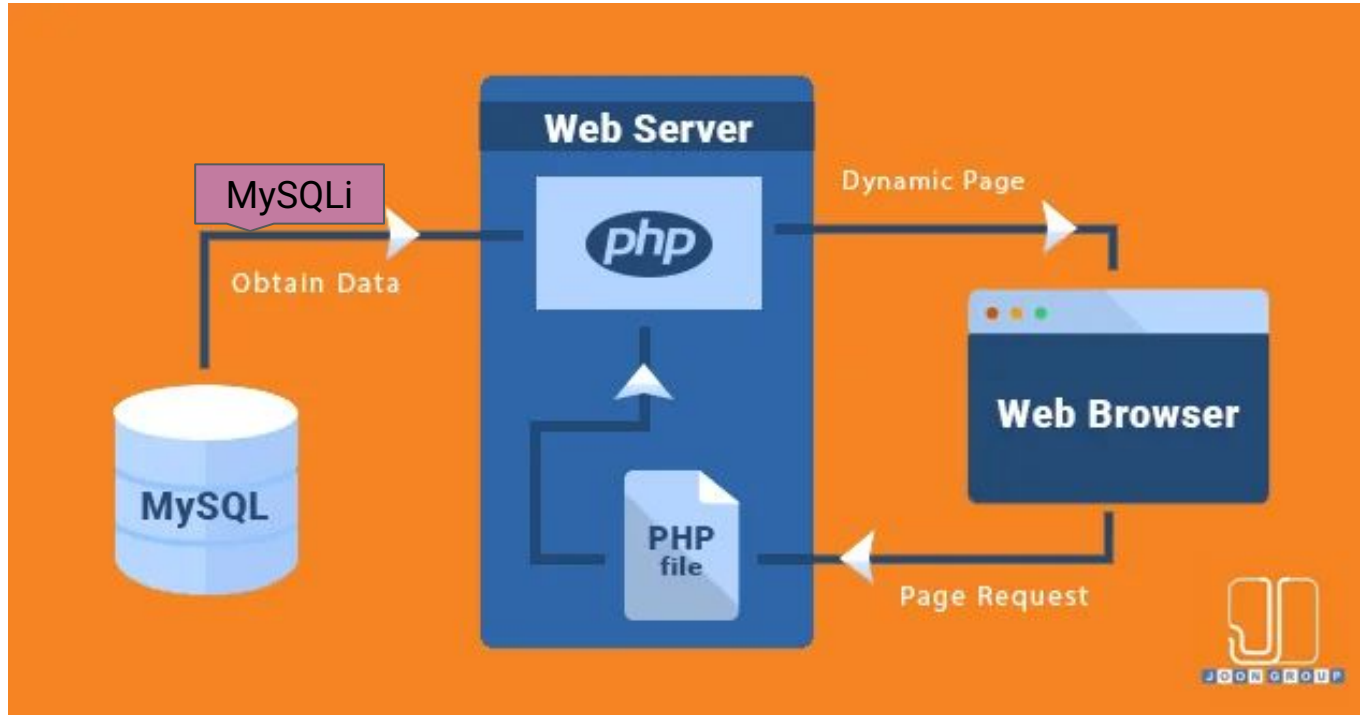 Web Server
MySQLi
Dynamic Page
php
Obtain Data
Web Browser
MySQL
PHP
file
Page Request
JOON GROUP